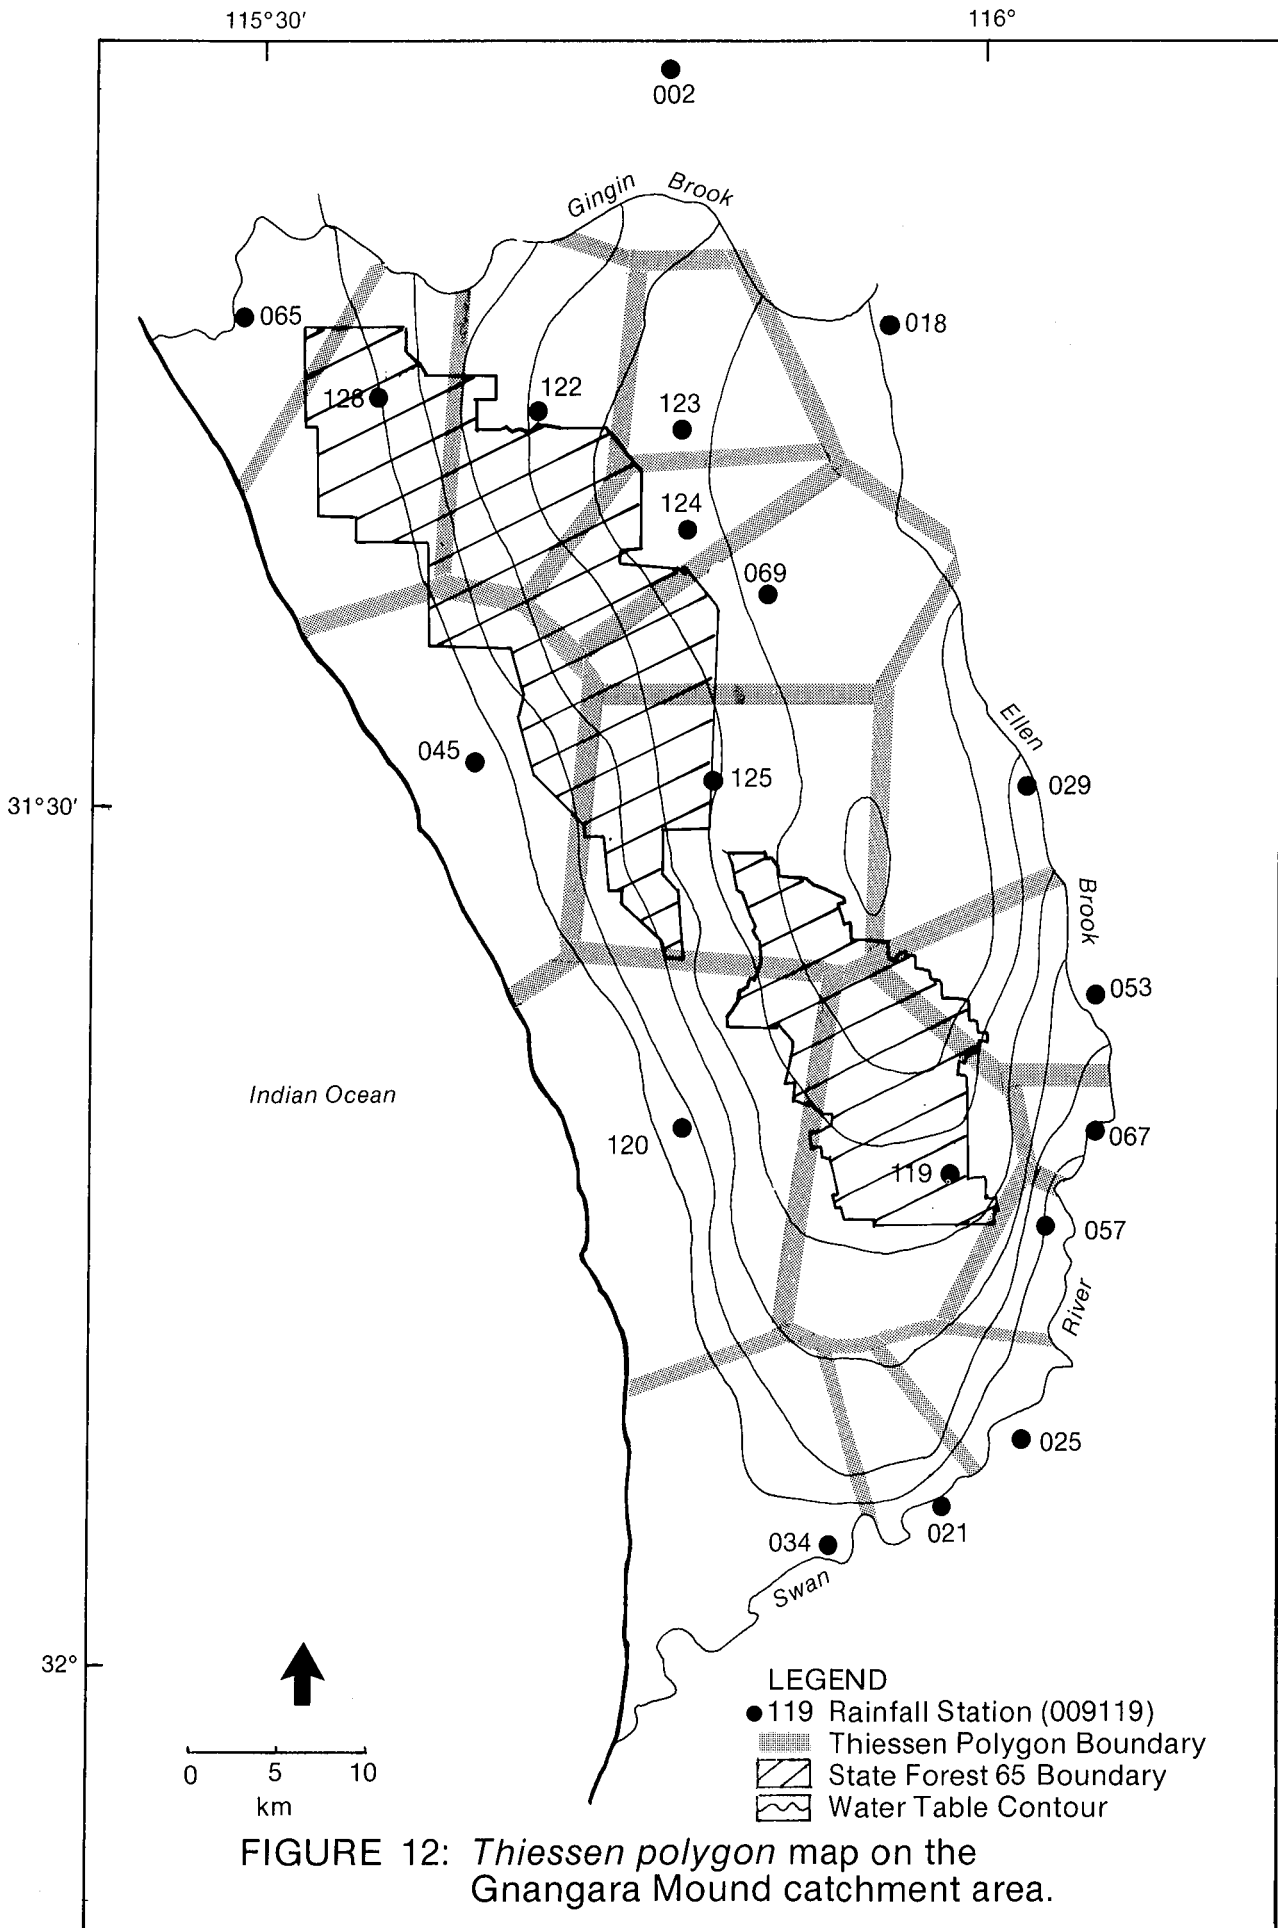 115°30′
116°
002
Gingin Brook
065
018
128
122
123
124
069
045
125
Ellen
029
31°30′
Brook
053
Indian Ocean
120
067
119
057
River
025
021
034
Swan
32°
LEGEND
119 Rainfall Station (009119)
Thiessen Polygon Boundary
State Forest 65 Boundary
Water Table Contour
0 5 10
km
FIGURE 12: Thiessen polygon map on the
Gnangara Mound catchment area.